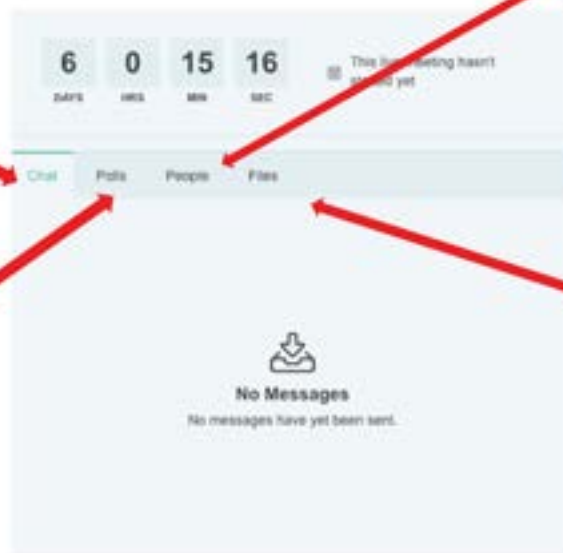 6 0 15 16
DAYS HRS MIN SEC
This meeting hasn't
yet
Chat Polls People Files
No Messages
No messages have yet been sent.